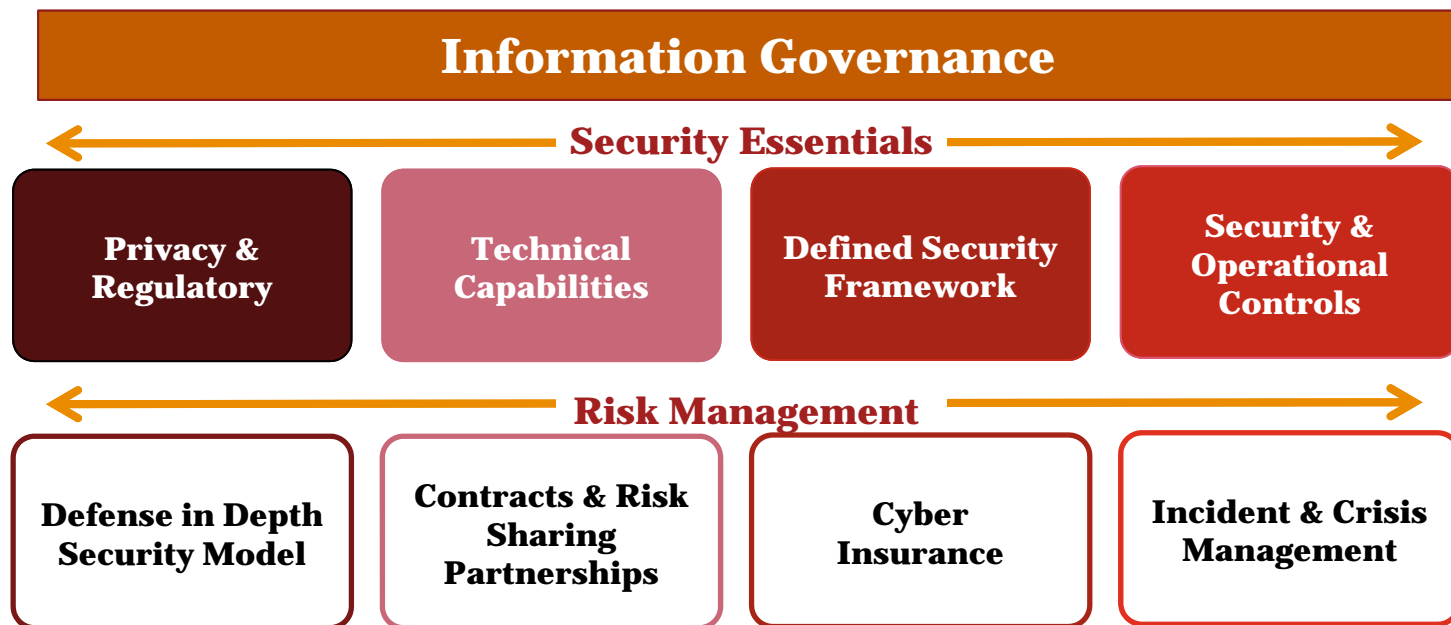 Information Governance
Security Essentials
Privacy &
Regulatory
Technical
Capabilities
Defined Security
Framework
Security &
Operational
Controls
Risk Management
Defense in Depth
Security Model
Contracts & Risk
Sharing
Partnerships
Cyber
Insurance
Incident & Crisis
Management